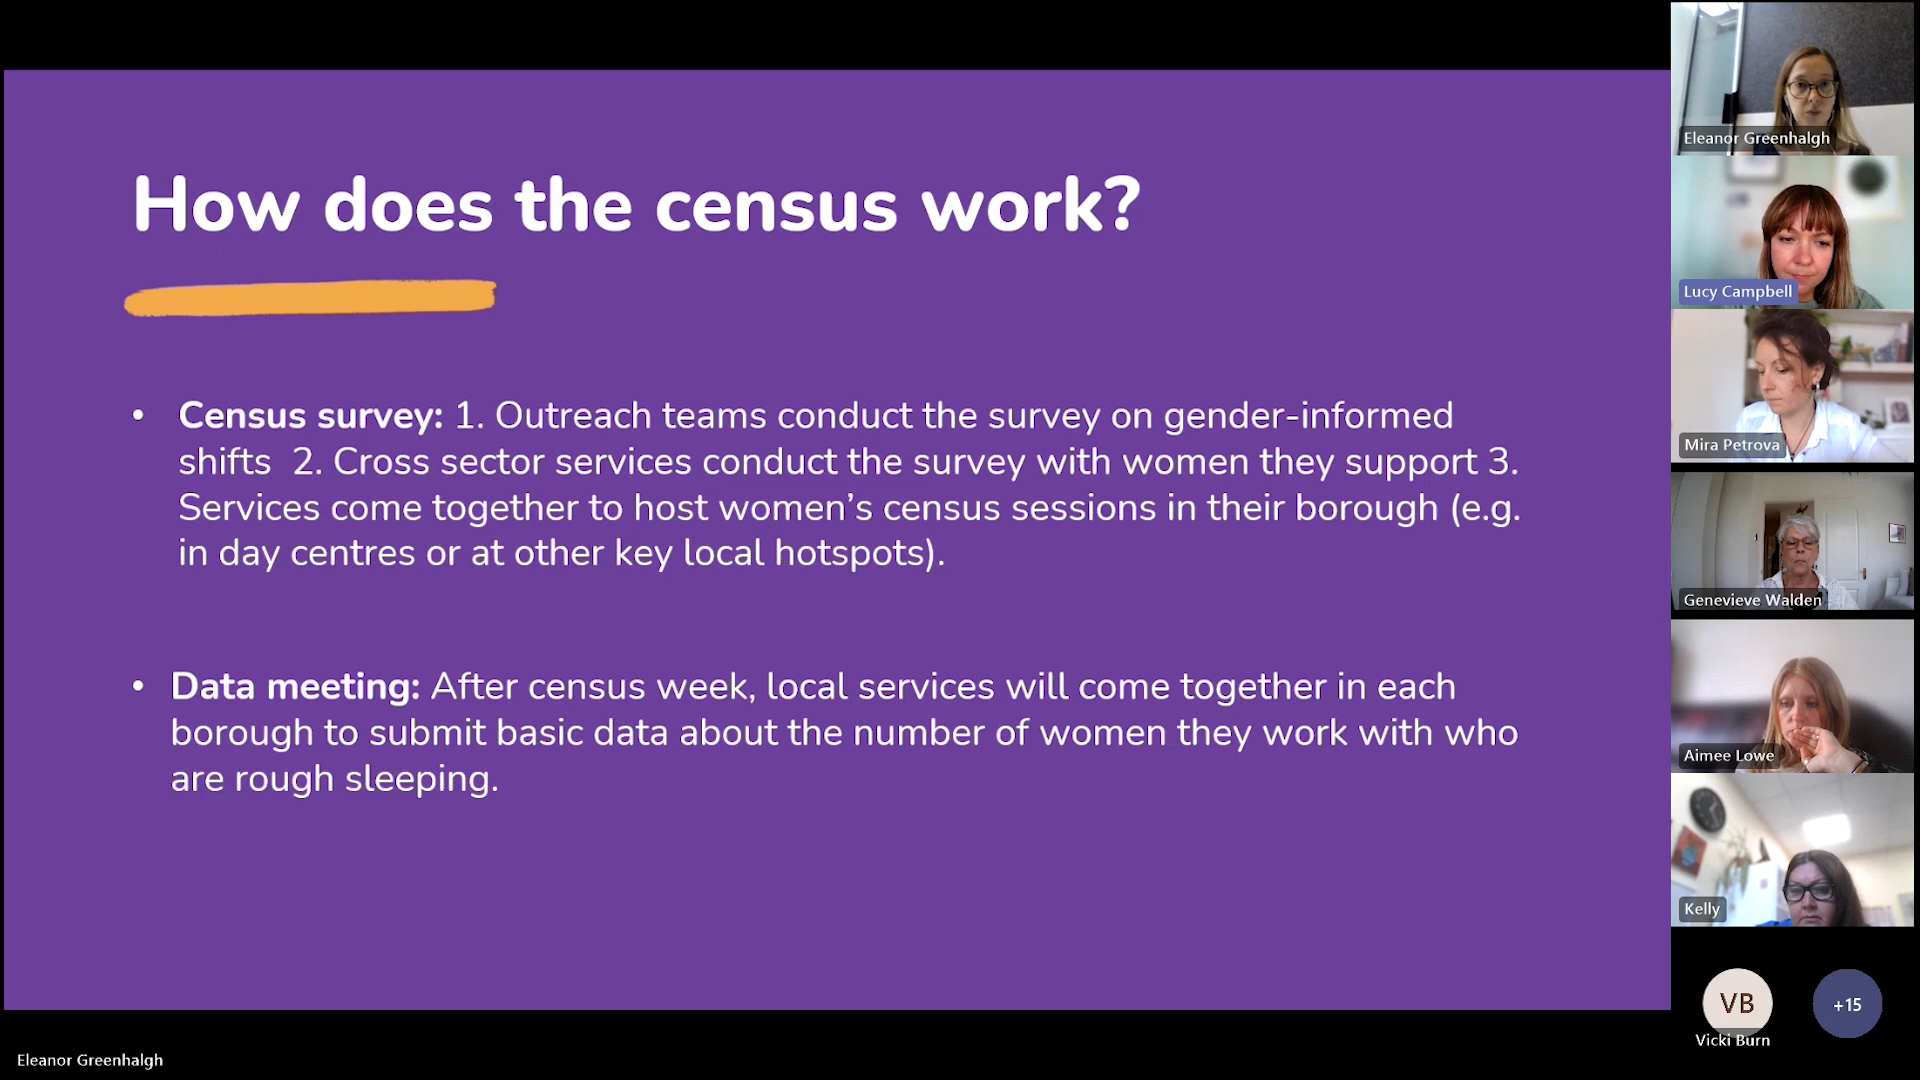 How does the census work?
• Census survey: 1. Outreach teams conduct the survey on gender-informed
shifts  2. Cross sector services conduct the survey with women they support 3.
Services come together to host women’s census sessions in their borough (e.g.
in day centres or at other key local hotspots).
• Data meeting: After census week, local services will come together in each
borough to submit basic data about the number of women they work with who
are rough sleeping.
Eleanor Greenhalgh
Lucy Campbell
Mira Petrova
Genevieve Walden
Aimee Lowe
Kelly
VB
+15
Vicki Burn
Eleanor Greenhalgh